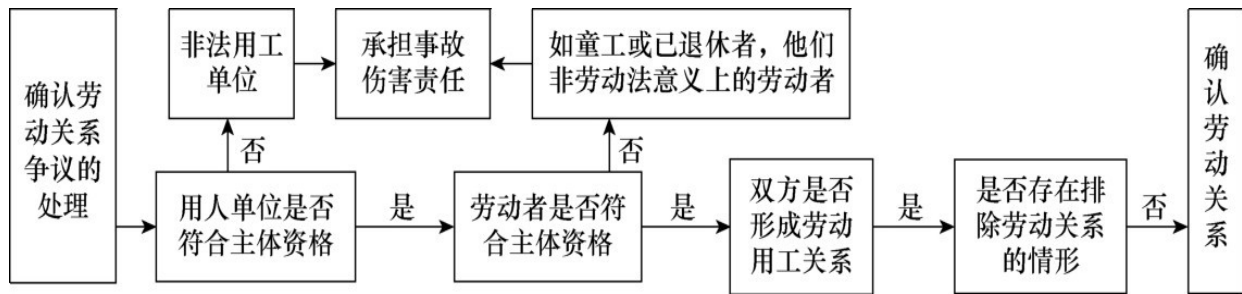 确认劳
动关系
争议的
处理
非法用工
单位
承担事故
伤害责任
如童工或已退休者，他们
非劳动法意义上的劳动者
否
否
用人单位是否
符合主体资格
是
劳动者是否符
合主体资格
是
双方是否
形成劳动
用工关系
是
是否存在排
除劳动关系
的情形
否
确
认
劳
动
关
系